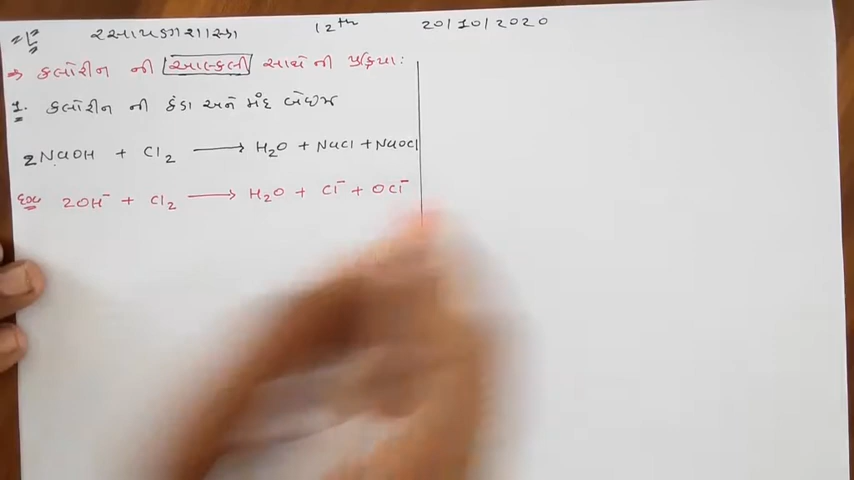 રસાયણશાસ્ત્ર 12th 20/10/2020
⇒ ક્લોરીન ની આલ્કલી સાથે ની પ્રક્રિયા:
1. ક્લોરીન ની ઠંડા અને મંદ બેઇઝ
2NaOH + Cl₂ ⟶ H₂O + NaCl + NaOCl
2OH⁻ + Cl₂ ⟶ H₂O + Cl⁻ + OCl⁻